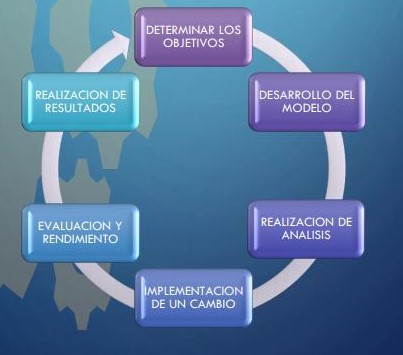 DETERMINAR LOS
OBJETIVOS
DESARROLLO DEL
MODELO
REALIZACION DE
ANALISIS
IMPLEMENTACION
DE UN CAMBIO
EVALUACION Y
RENDIMIENTO
REALIZACION DE
RESULTADOS